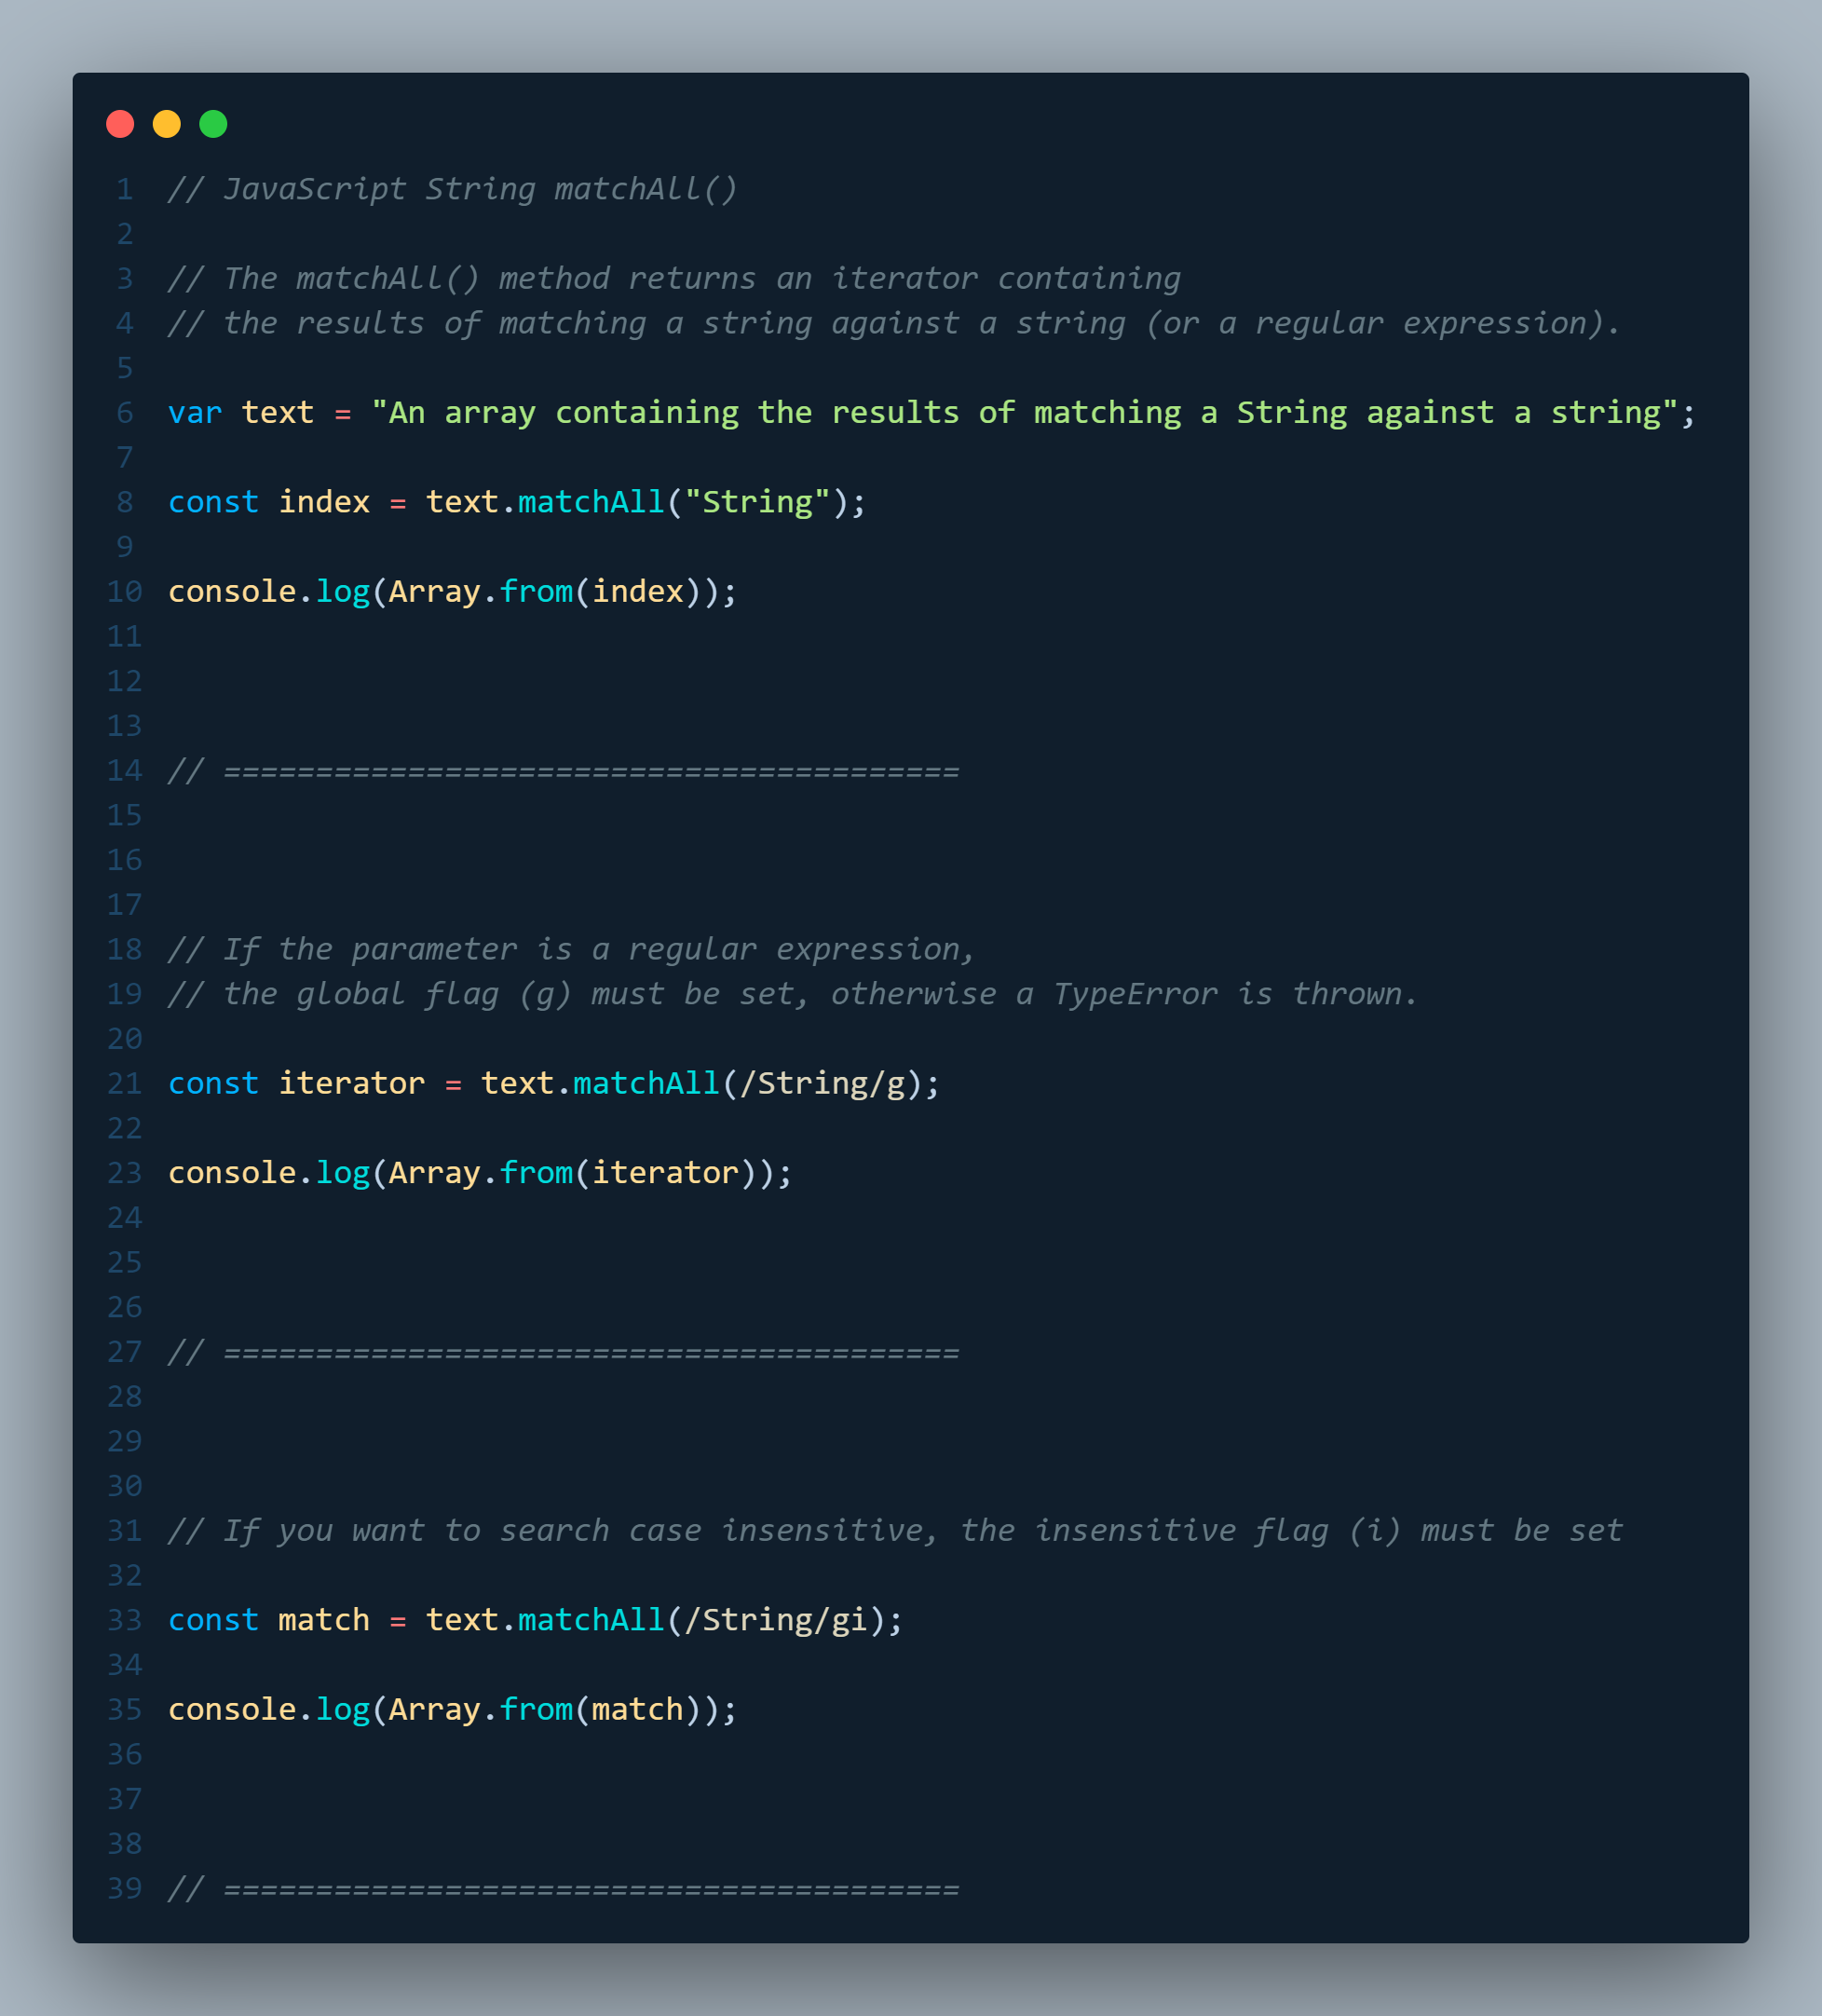 1 // JavaScript String matchAll()
2
3 // The matchAll() method returns an iterator containing
4 // the results of matching a string against a string (or a regular expression).
5
6 var text = "An array containing the results of matching a String against a string";
7
8 const index = text.matchAll("String");
9
10 console.log(Array.from(index));
11
12
13
14 // ========================================
15
16
17
18 // If the parameter is a regular expression,
19 // the global flag (g) must be set, otherwise a TypeError is thrown.
20
21 const iterator = text.matchAll(/String/g);
22
23 console.log(Array.from(iterator));
24
25
26
27 // ========================================
28
29
30
31 // If you want to search case insensitive, the insensitive flag (i) must be set
32
33 const match = text.matchAll(/String/gi);
34
35 console.log(Array.from(match));
36
37
38
39 // ========================================